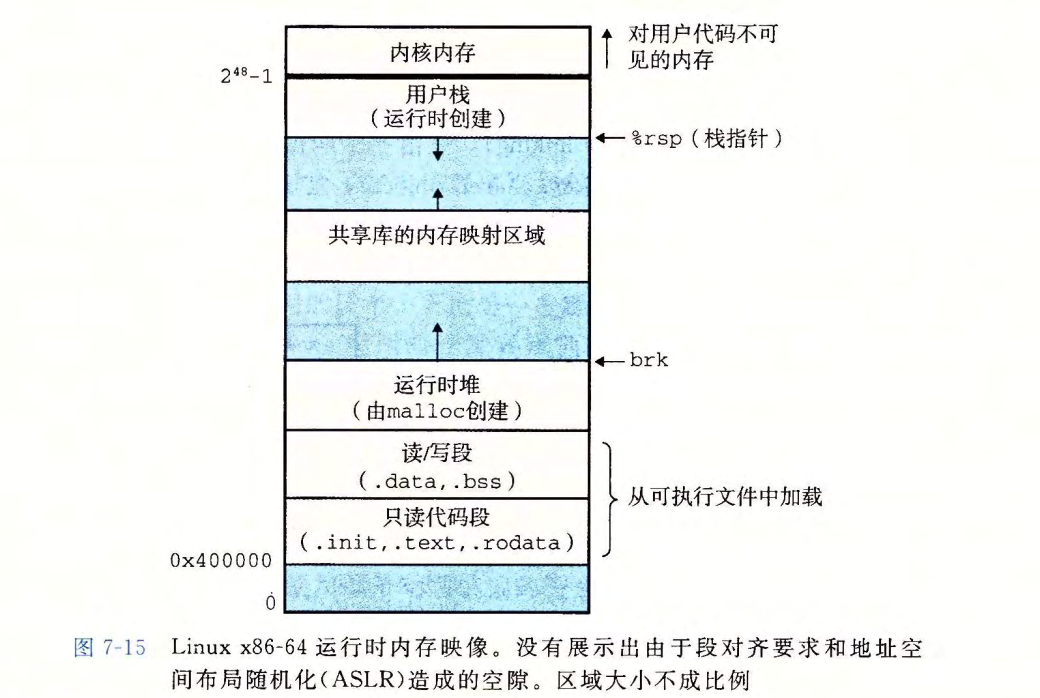 内核内存
对用户代码不可
见的内存
2⁴⁸-1
用户栈
（运行时创建）
%rsp（栈指针）
共享库的内存映射区域
brk
运行时堆
（由malloc创建）
读/写段
（.data,.bss）
从可执行文件中加载
只读代码段
（.init,.text,.rodata）
0x400000
0
图 7-15 Linux x86-64 运行时内存映像。没有展示出由于段对齐要求和地址空
间布局随机化(ASLR)造成的空隙。区域大小不成比例